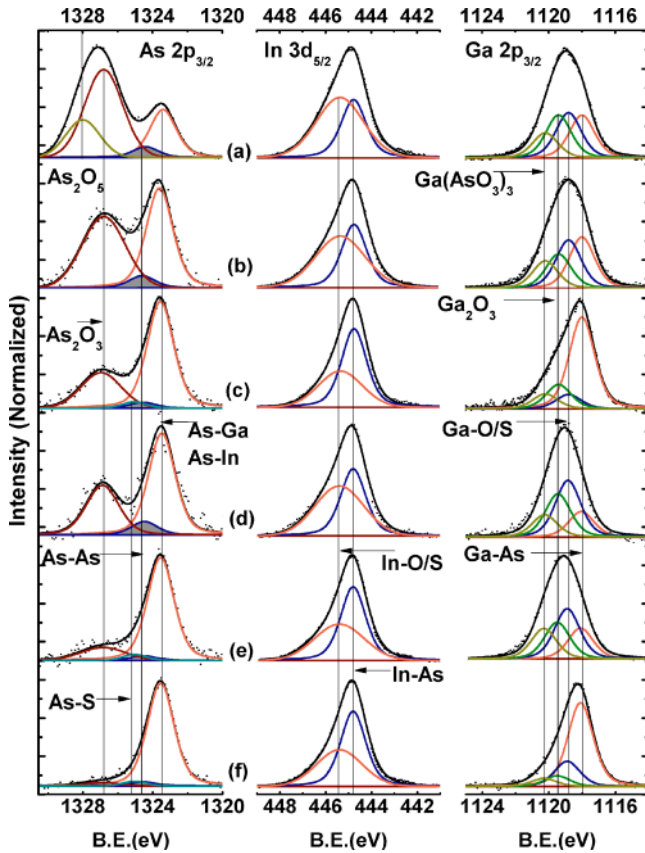 1328 1324 1320
448 446 444 442
1124 1120 1116
As 2p3/2
In 3d5/2
Ga 2p3/2
(a)
As2O5
Ga(AsO3)3
(b)
As2O3
Ga2O3
(c)
As-Ga
As-In
Ga-O/S
(d)
As-As
In-O/S
Ga-As
(e)
As-S
In-As
(f)
1328 1324 1320
448 446 444 442
1124 1120 1116
B.E.(eV)
B.E.(eV)
B.E.(eV)
Intensity (Normalized)